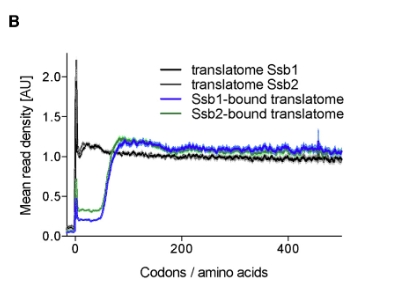 B
translatome Ssb1
translatome Ssb2
Ssb1-bound translatome
Ssb2-bound translatome
Mean read density [AU]
2.0
1.5
1.0
0.5
0.0
0
200
400
Codons / amino acids